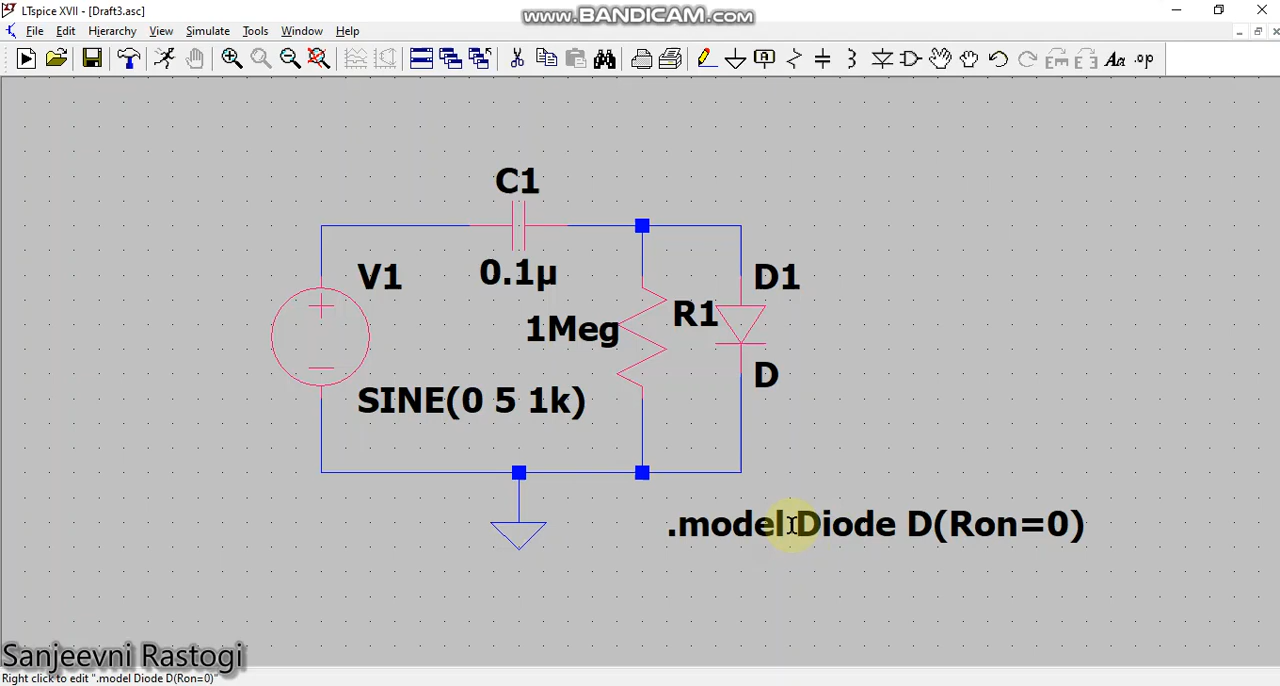 LTspice XVII - [Draft3.asc]
www.BANDICAM.com
File Edit Hierarchy View Simulate Tools Window Help
A Aa .op
C1
0.1µ
V1
SINE(0 5 1k)
1Meg
R1
D1
D
.model Diode D(Ron=0)
Sanjeevni Rastogi
Right click to edit ".model Diode D(Ron=0)"